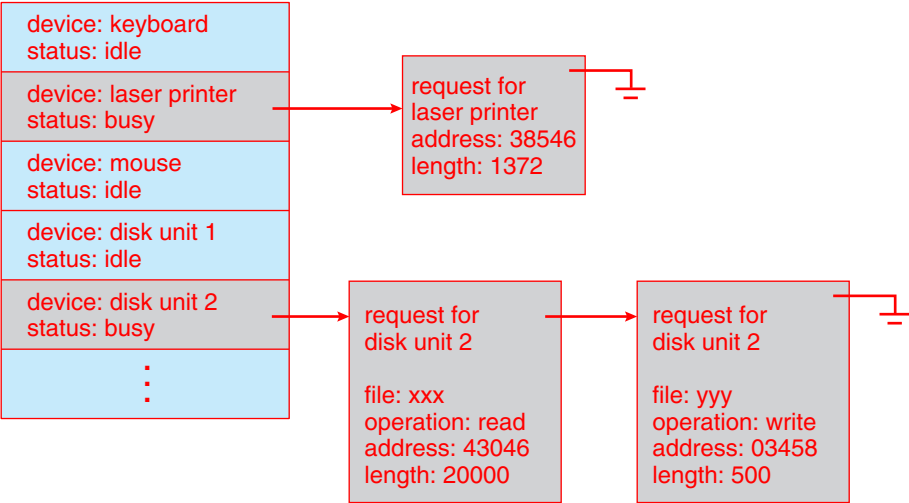 device: keyboard
status: idle
device: laser printer
status: busy
device: mouse
status: idle
device: disk unit 1
status: idle
device: disk unit 2
status: busy
request for
laser printer
address: 38546
length: 1372
request for
disk unit 2
file: xxx
operation: read
address: 43046
length: 20000
request for
disk unit 2
file: yyy
operation: write
address: 03458
length: 500